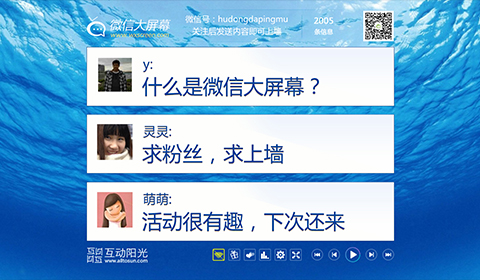 微信大屏幕
www.wxscreen.com
微信号：hudongdapingmu
关注后发送内容即可上墙
2005
条信息
y:
什么是微信大屏幕？
灵灵:
求粉丝，求上墙
萌萌:
活动很有趣，下次还来
互动阳光
www.alltosun.com